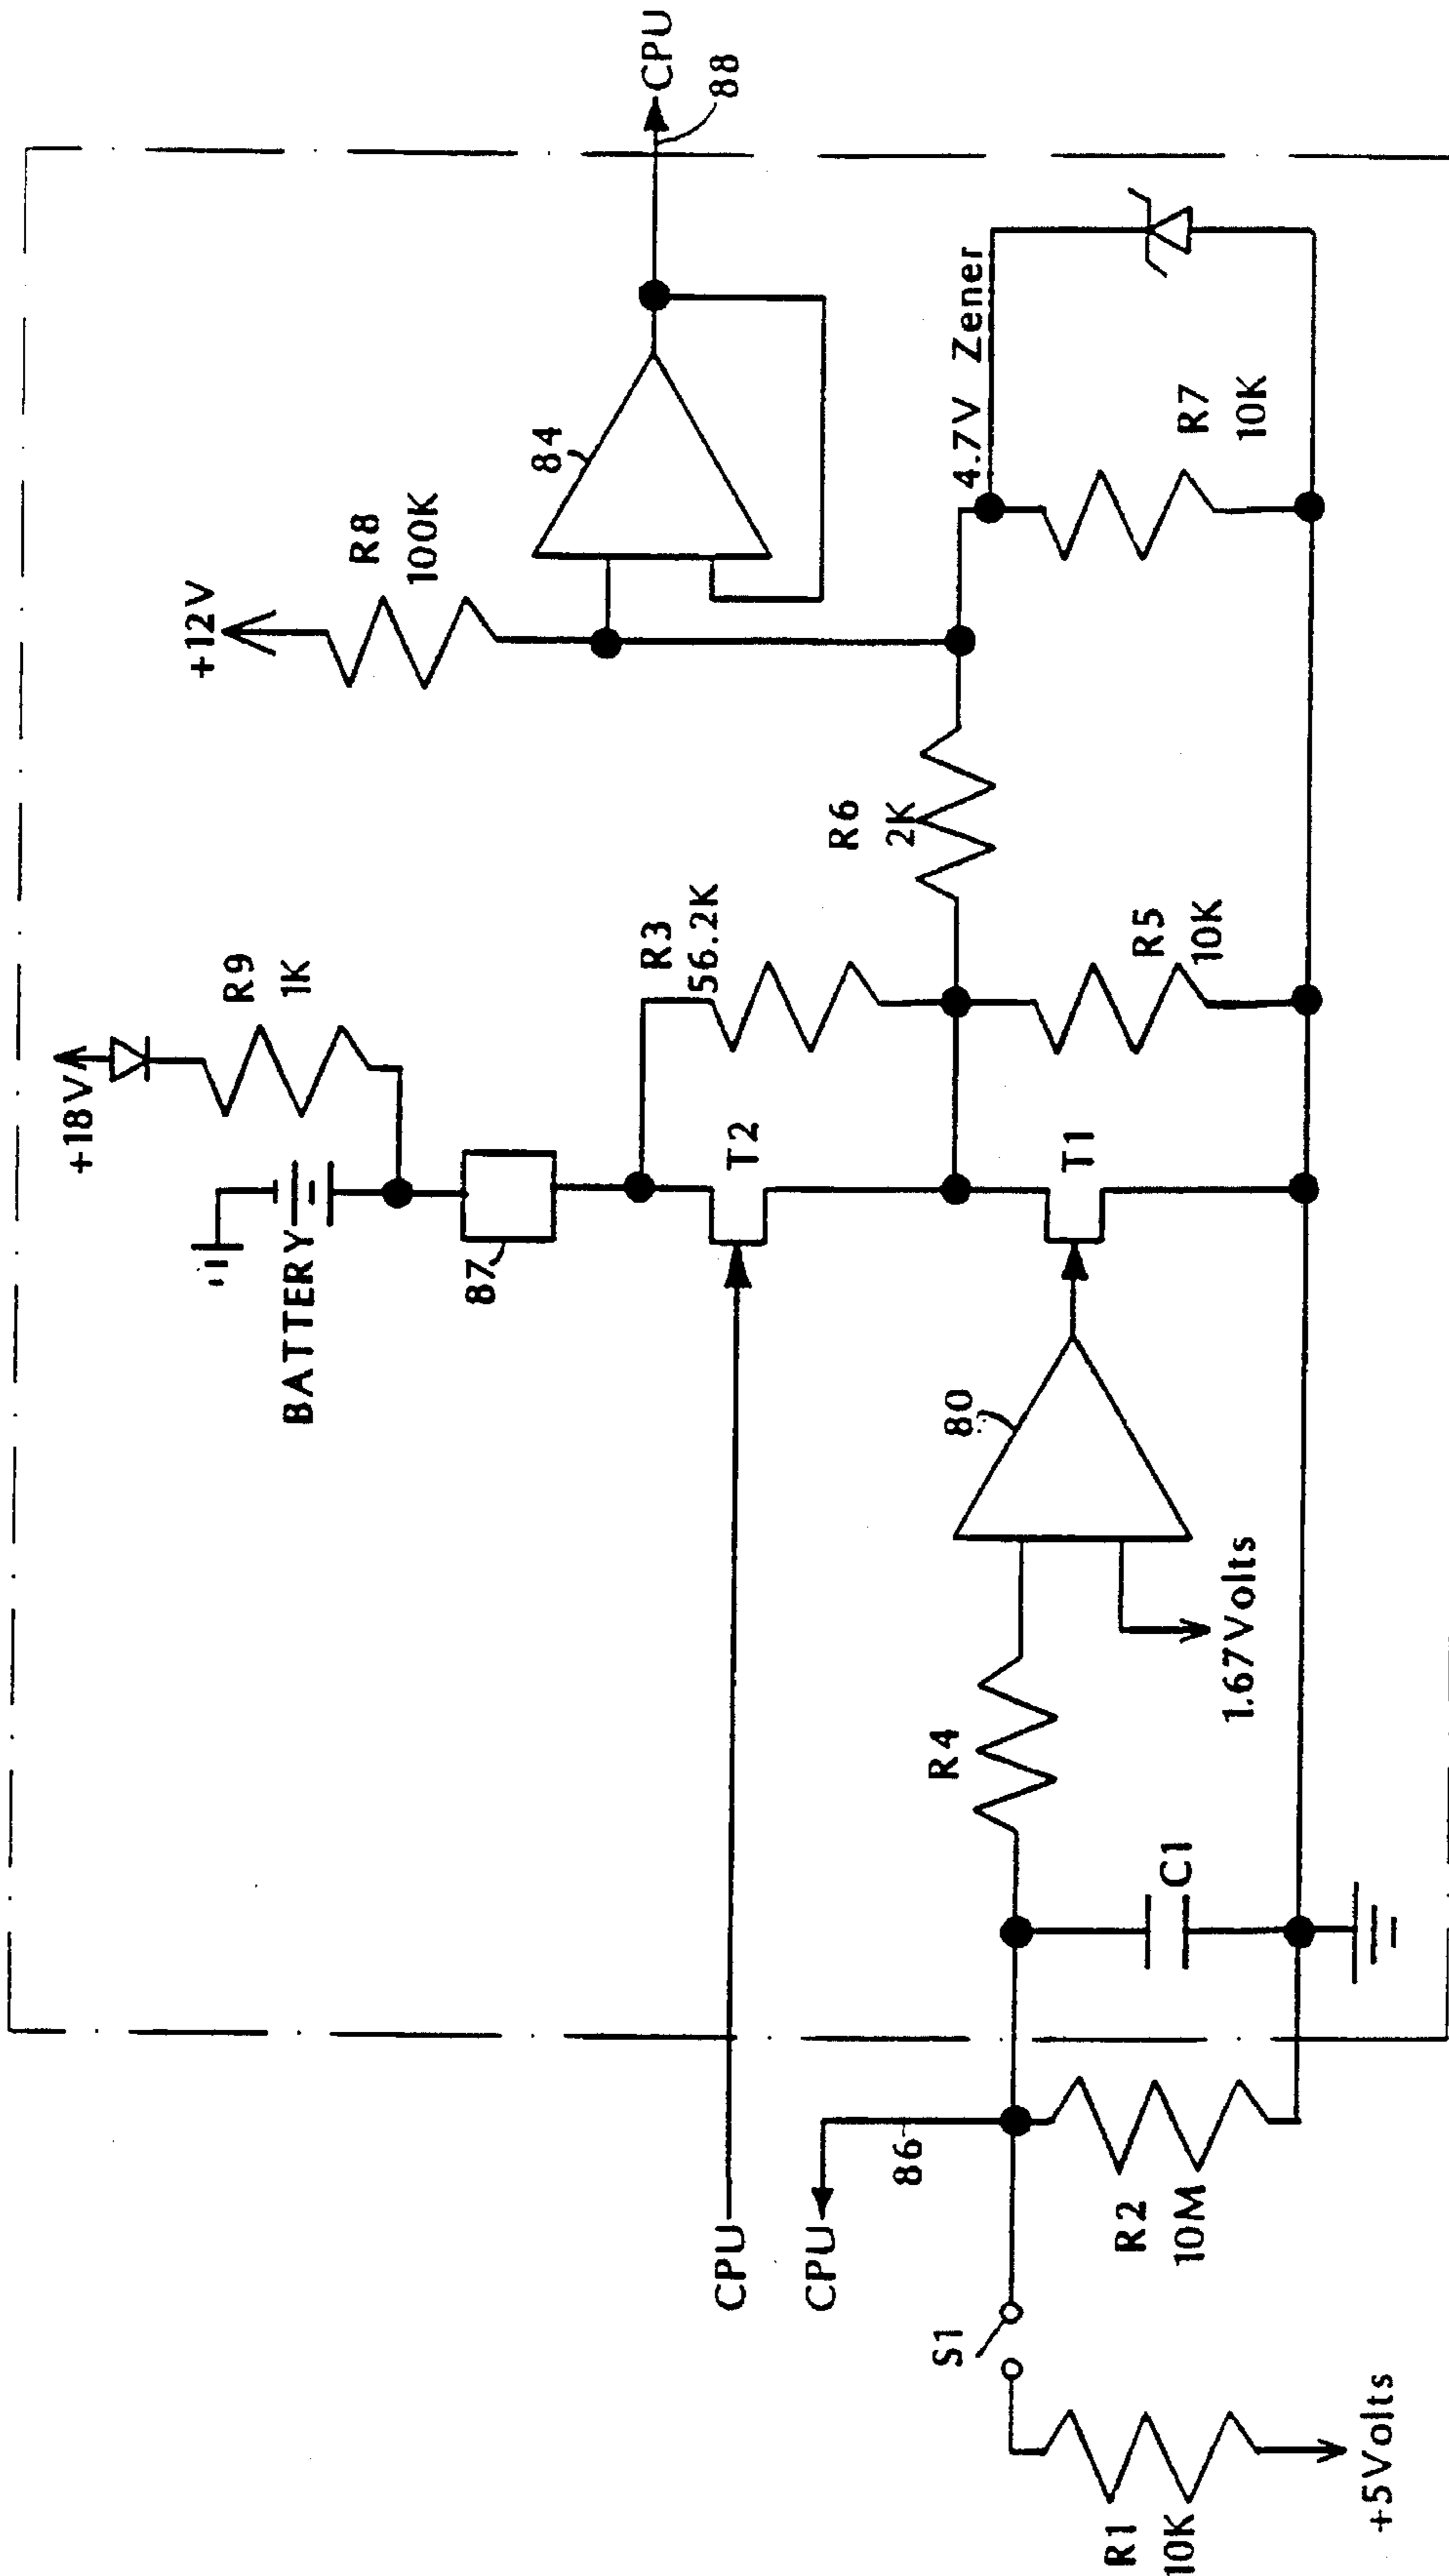 +18V
R9
1K
BATTERY
87
+12V
R8
100K
84
CPU
88
R3
56.2K
T2
R6
2K
4.7V Zener
CPU
CPU
86
S1
R4
80
T1
R5
10K
R7
10K
C1
1.67Volts
R2
10M
R1
10K
+5Volts